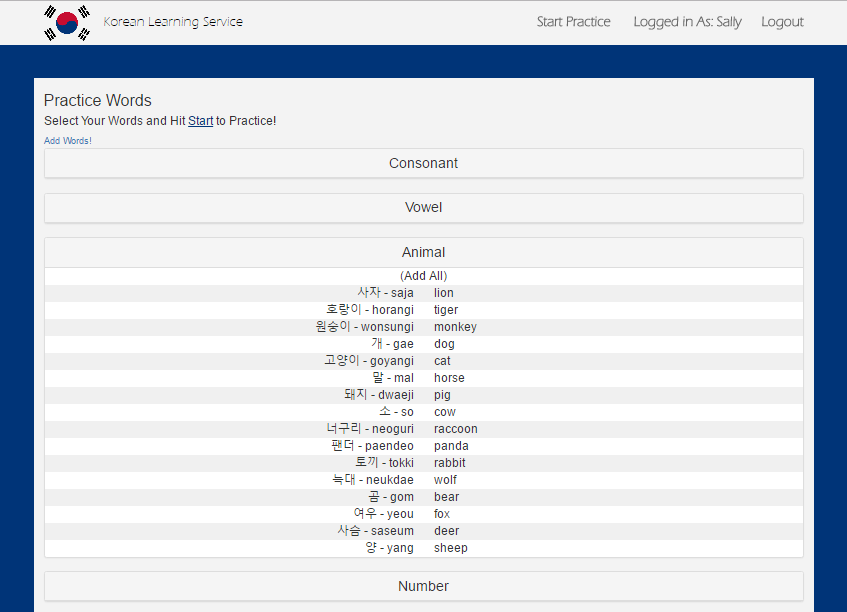 Korean Learning Service Start Practice Logged in As: Sally Logout
Practice Words
Select Your Words and Hit Start to Practice!
Add Words!
Consonant
Vowel
Animal
(Add All)
사자 - saja lion
호랑이 - horangi tiger
원숭이 - wonsungi monkey
개 - gae dog
고양이 - goyangi cat
말 - mal horse
돼지 - dwaeji pig
소 - so cow
너구리 - neoguri raccoon
팬더 - paendeo panda
토끼 - tokki rabbit
늑대 - neukdae wolf
곰 - gom bear
여우 - yeou fox
사슴 - saseum deer
양 - yang sheep
Number